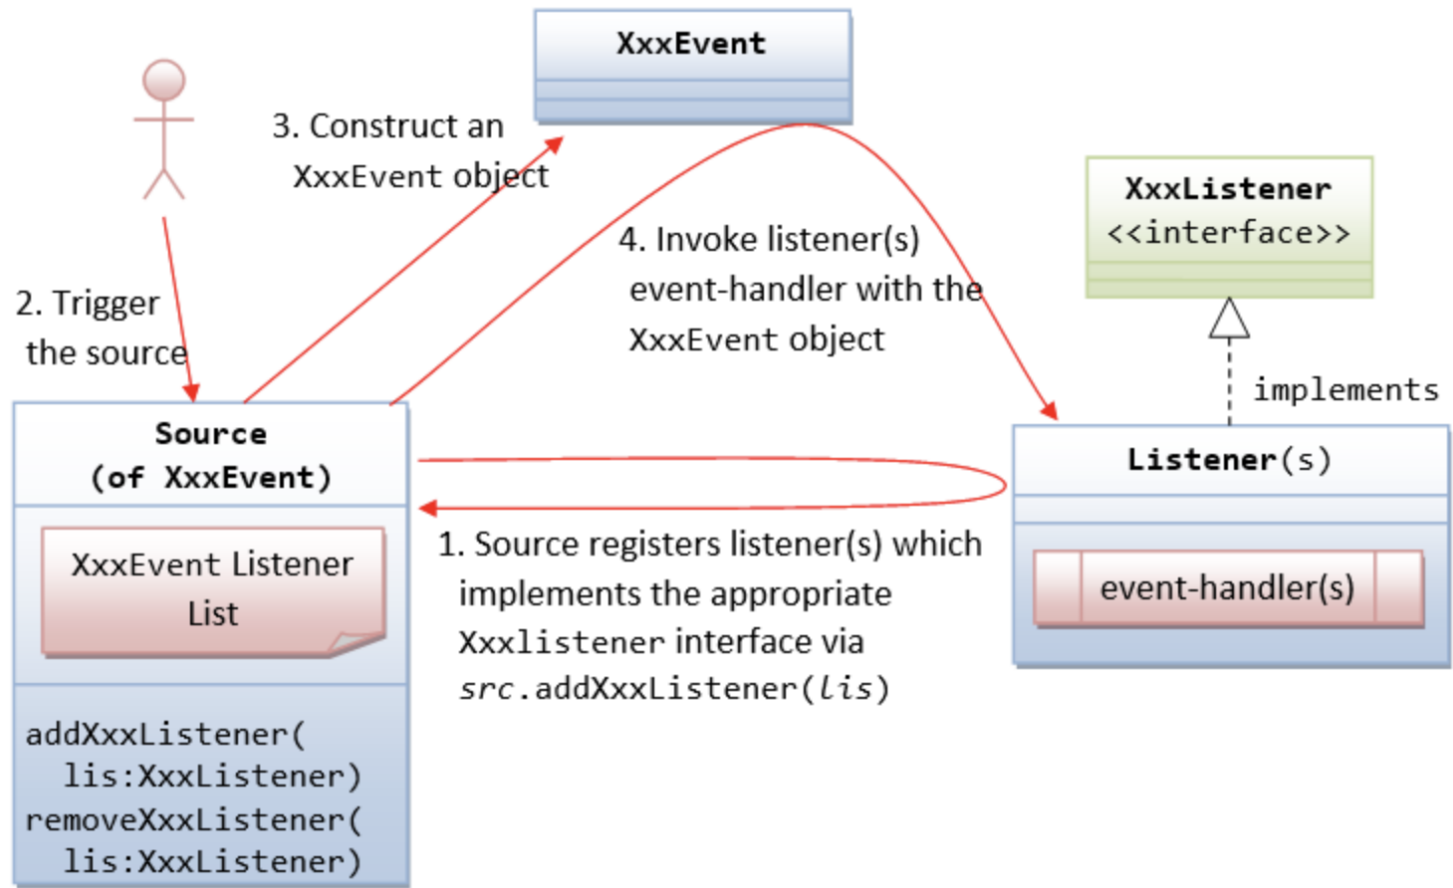 XxxEvent
3. Construct an
XxxEvent object
XxxListener
<<interface>>
4. Invoke listener(s)
event-handler with the
XxxEvent object
2. Trigger
the source
implements
Source
(of XxxEvent)
Listener(s)
XxxEvent Listener
List
event-handler(s)
1. Source registers listener(s) which
implements the appropriate
Xxxlistener interface via
src.addXxxListener(lis)
addXxxListener(
lis:XxxListener)
removeXxxListener(
lis:XxxListener)